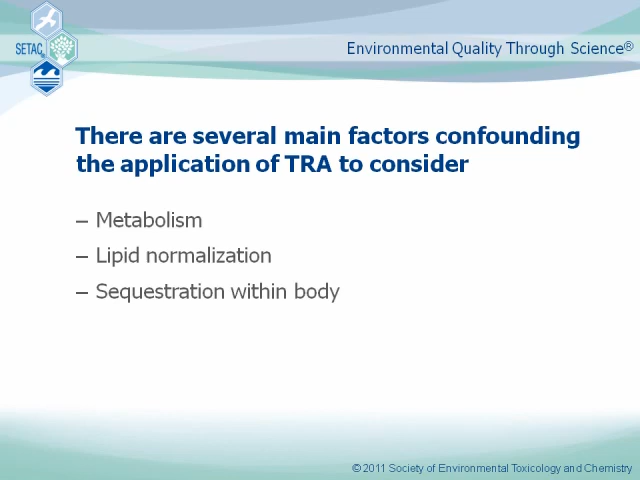 SETAC
Environmental Quality Through Science®
There are several main factors confounding
the application of TRA to consider
– Metabolism
– Lipid normalization
– Sequestration within body
© 2011 Society of Environmental Toxicology and Chemistry